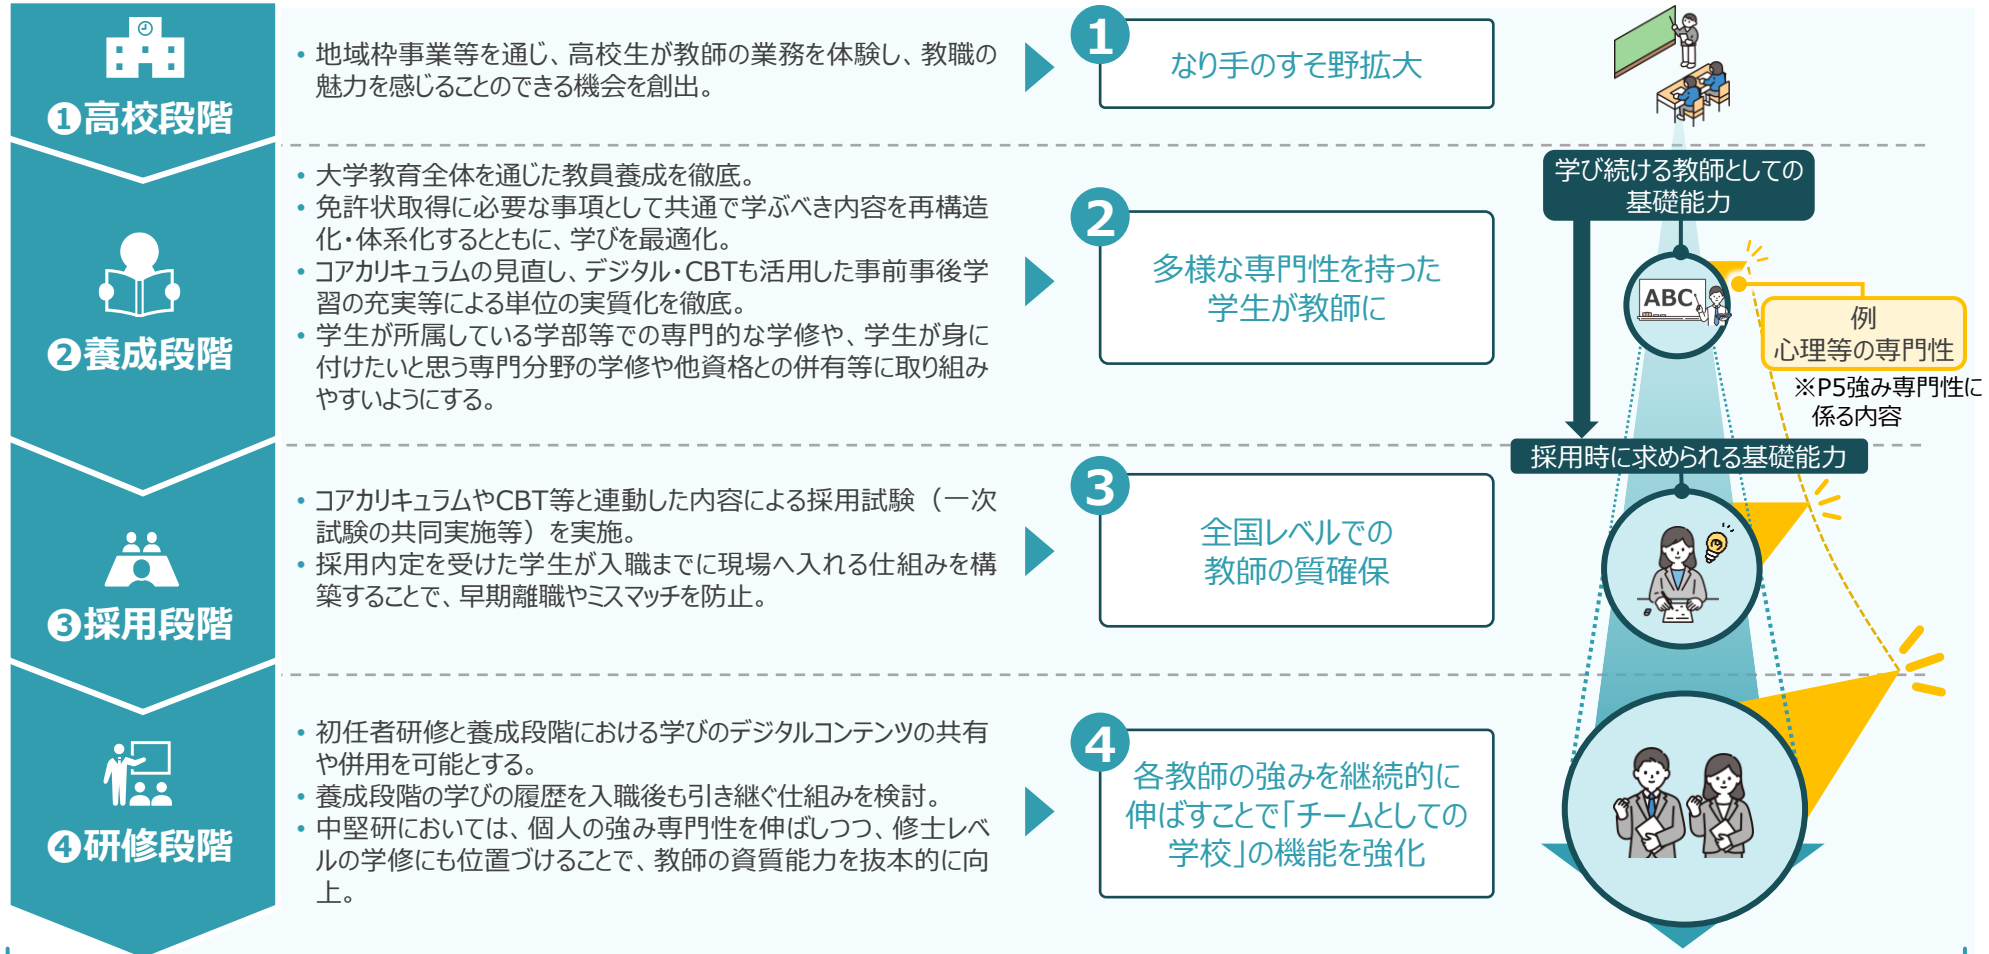 ❶高校段階
・地域枠事業等を通じ、高校生が教師の業務を体験し、教職の
魅力を感じることのできる機会を創出。
1
なり手のすそ野拡大
❷養成段階
・大学教育全体を通じた教員養成を徹底。
・免許状取得に必要な事項として共通で学ぶべき内容を再構造
化・体系化するとともに、学びを最適化。
・コアカリキュラムの見直し、デジタル・CBTも活用した事前事後学
習の充実等による単位の実質化を徹底。
・学生が所属している学部等での専門的な学修や、学生が身に
付けたいと思う専門分野の学修や他資格との併有等に取り組み
やすいようにする。
2
多様な専門性を持った
学生が教師に
学び続ける教師としての
基礎能力
ABC
例
心理等の専門性
※P5強み専門性に
係る内容
❸採用段階
・コアカリキュラムやCBT等と連動した内容による採用試験（一次
試験の共同実施等）を実施。
・採用内定を受けた学生が入職までに現場へ入れる仕組みを構
築することで、早期離職やミスマッチを防止。
3
全国レベルでの
教師の質確保
採用時に求められる基礎能力
❹研修段階
・初任者研修と養成段階における学びのデジタルコンテンツの共有
や併用を可能とする。
・養成段階の学びの履歴を入職後も引き継ぐ仕組みを検討。
・中堅研においては、個人の強み専門性を伸ばしつつ、修士レベ
ルの学修にも位置づけることで、教師の資質能力を抜本的に向
上。
4
各教師の強みを継続的に
伸ばすことで「チームとしての
学校」の機能を強化